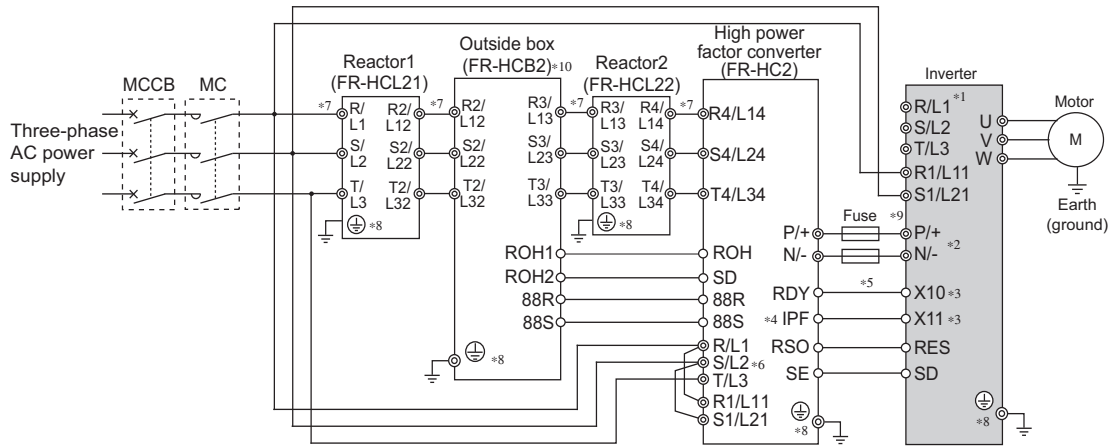 MCCB
MC
Three-phase
AC power
supply
Reactor1
(FR-HCL21)
*7
R/
L1
R2/
L12
*7
S/
L2
S2/
L22
T/
L3
T2/
L32
*8
Outside box
(FR-HCB2)*10
R2/
L12
R3/
L13
*7
S2/
L22
S3/
L23
T2/
L32
T3/
L33
ROH1
ROH2
88R
88S
*8
Reactor2
(FR-HCL22)
R3/
L13
R4/
L14
*7
S3/
L23
S4/
L24
T3/
L33
T4/
L34
*8
High power
factor converter
(FR-HC2)
R4/L14
S4/L24
T4/L34
P/+
N/-
ROH
SD
RDY
88R
*4 IPF
88S
RSO
R/L1
S/L2 *6
SE
T/L3
R1/L11
S1/L21
*8
Fuse
*9
*5
Inverter
R/L1 *1
S/L2
T/L3
U
V
W
R1/L11
S1/L21
P/+
N/- *2
X10 *3
X11 *3
RES
SD
*8
Motor
M
Earth
(ground)